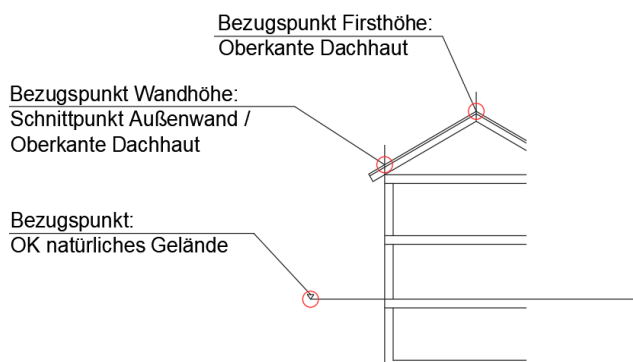 Bezugspunkt Firsthöhe:
Oberkante Dachhaut
Bezugspunkt Wandhöhe:
Schnittpunkt Außenwand /
Oberkante Dachhaut
Bezugspunkt:
OK natürliches Gelände